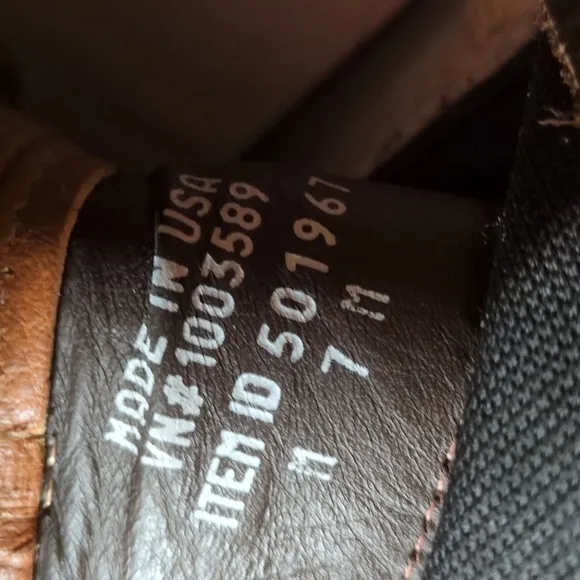 MADE IN USA
VN# 1003589
ITEM ID 501967
M 7 M